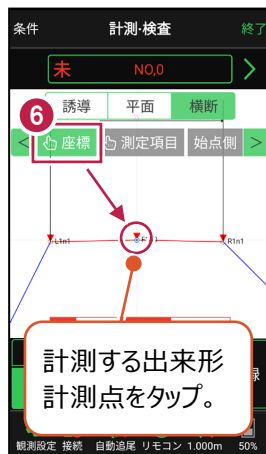 条件 計測·検査 終了
未 NO,0 >
誘導 平面 横断
6
< 座標 測定項目 始点側 >
L1n1 R1n1
計測する出来形
計測点をタップ。
録
観測設定 接続 自動追尾 リモコン 1.000m 50%